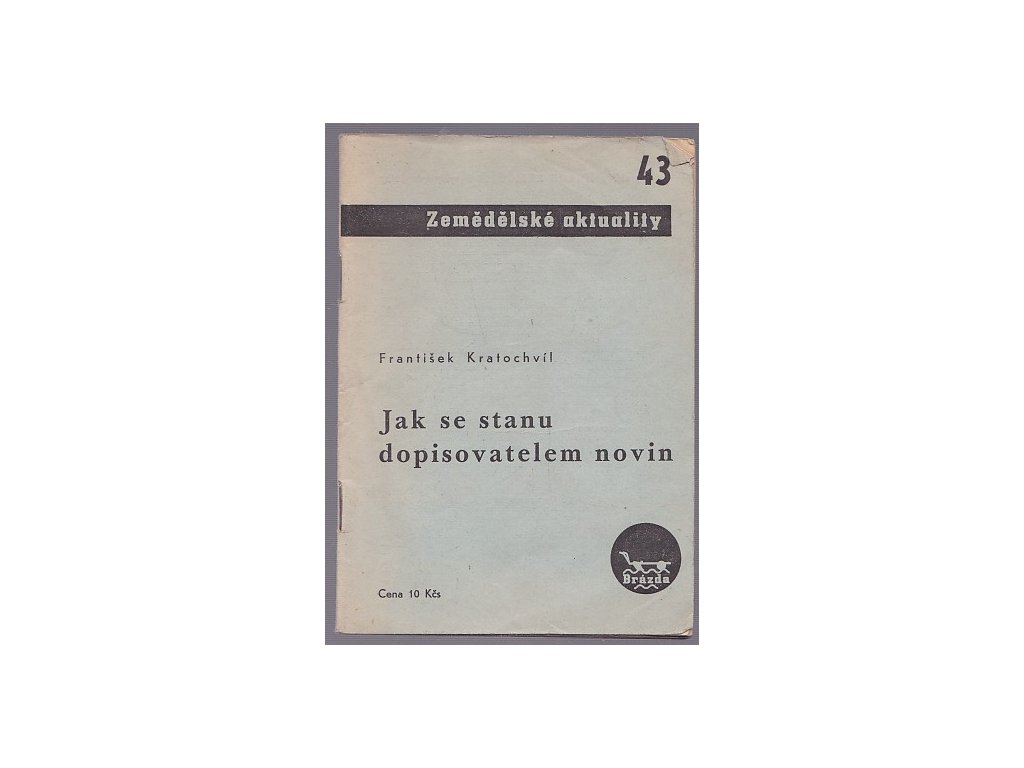 43
Zemědělské aktuality
František Kratochvíl
Jak se stanu
dopisovatelem novin
Brázda
Cena 10 Kčs